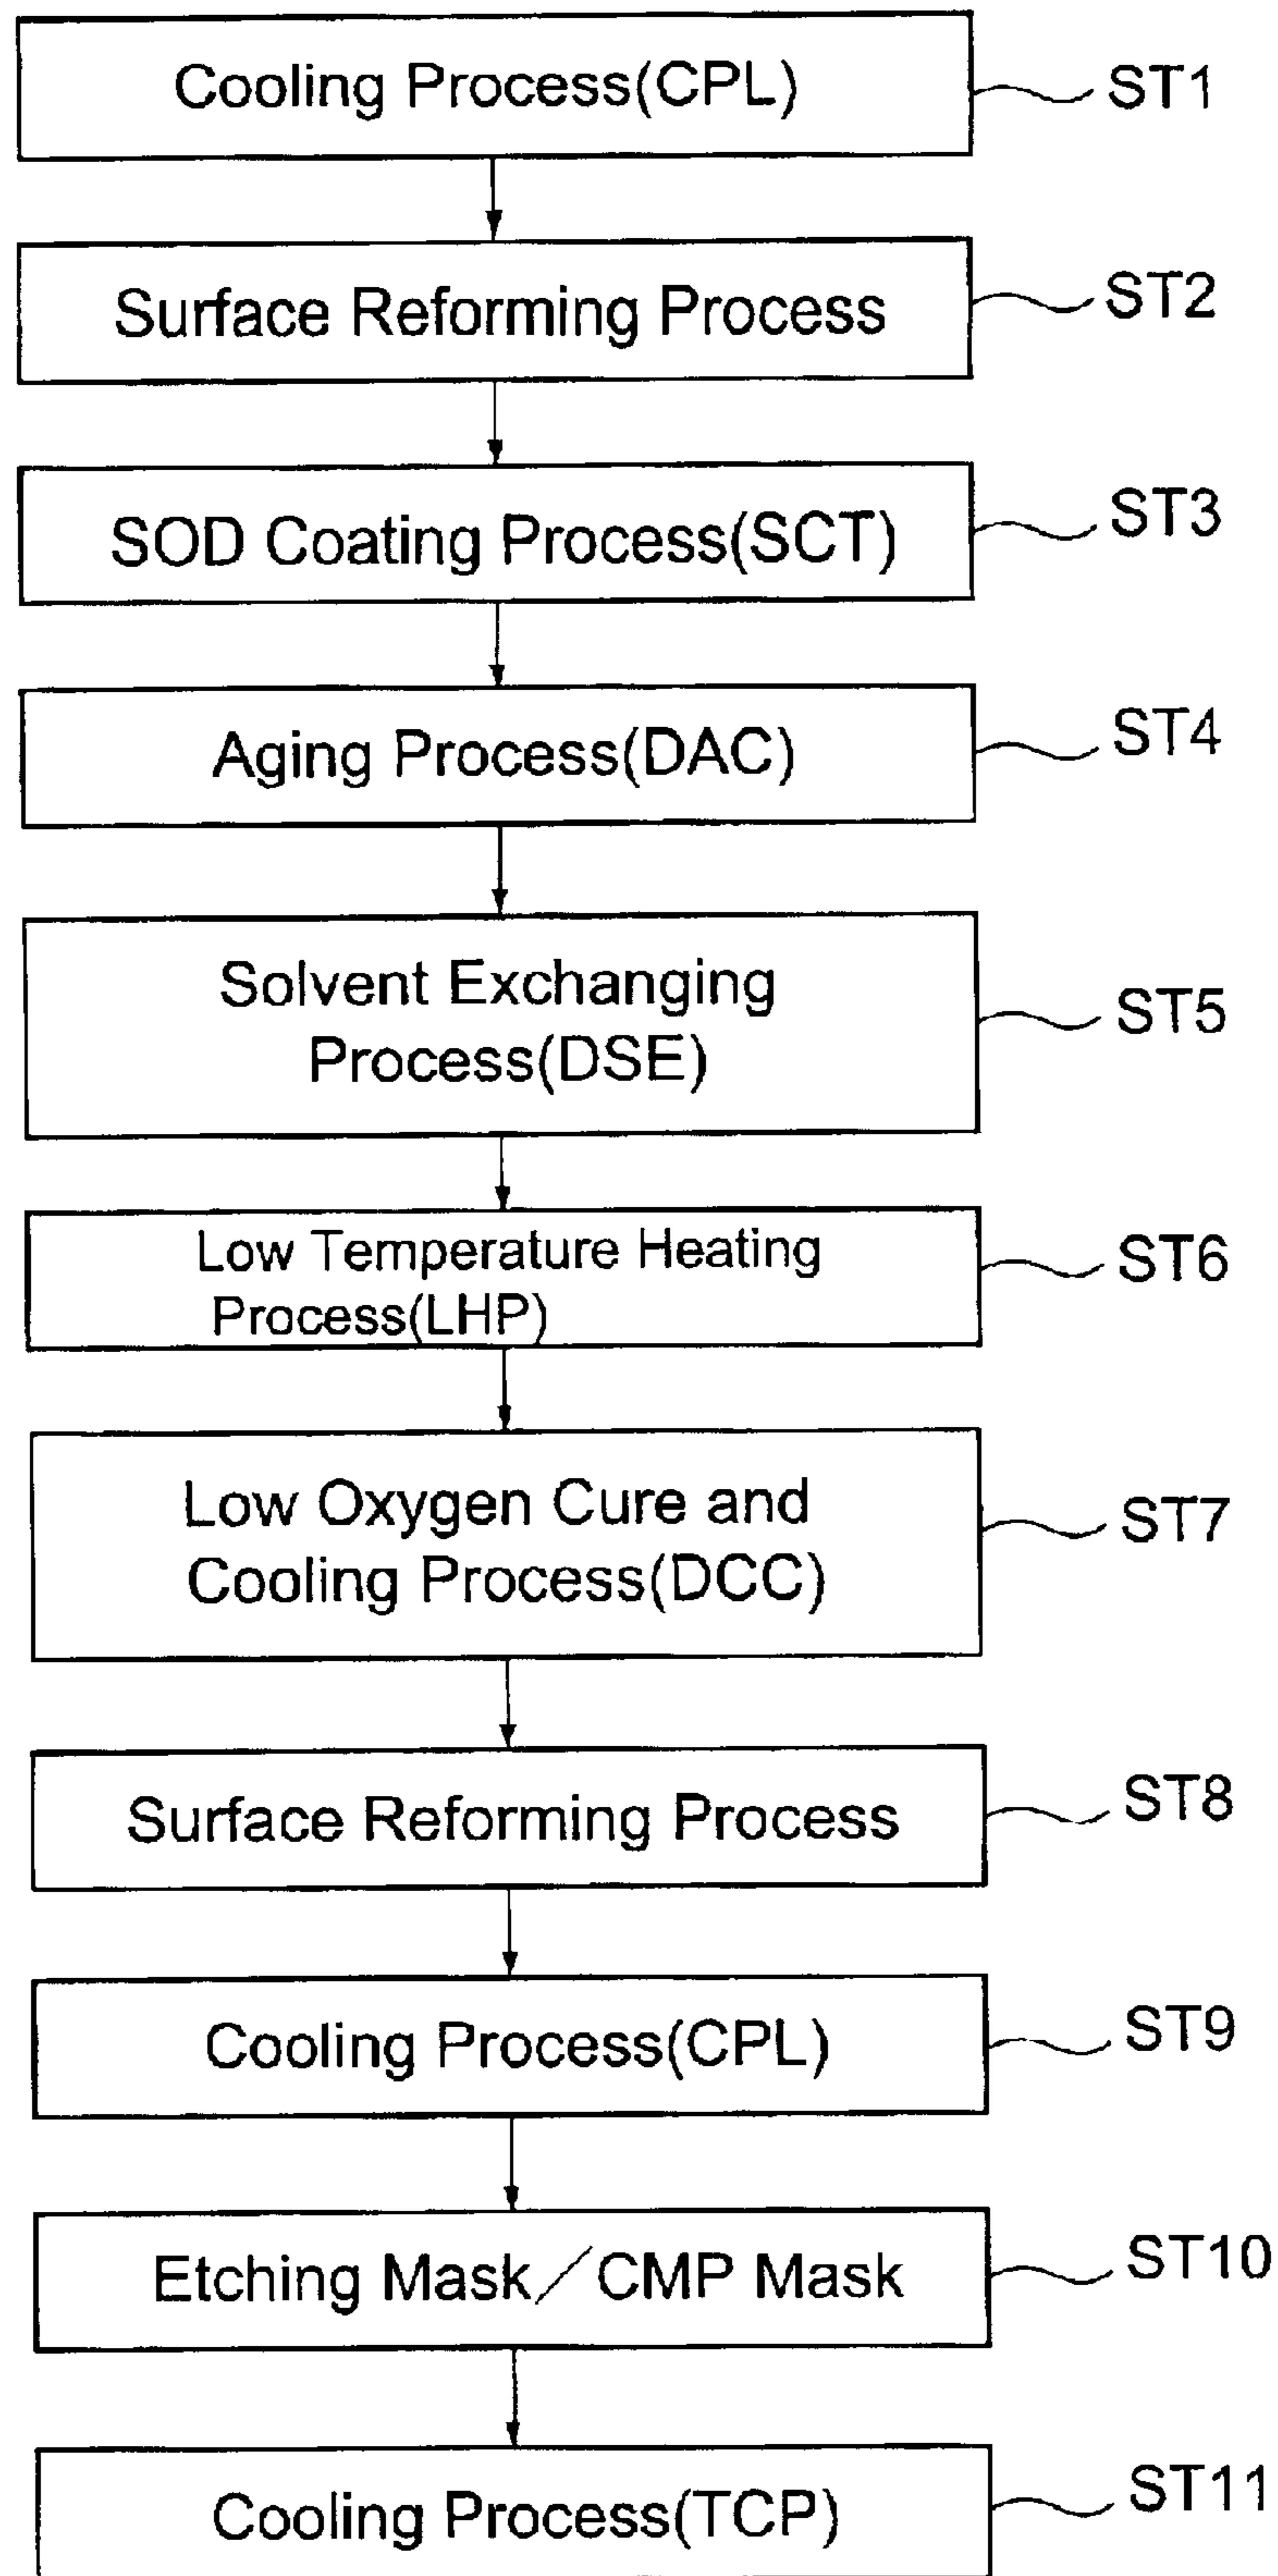 Cooling Process(CPL)
ST1
Surface Reforming Process
ST2
SOD Coating Process(SCT)
ST3
Aging Process(DAC)
ST4
Solvent Exchanging
Process(DSE)
ST5
Low Temperature Heating
Process(LHP)
ST6
Low Oxygen Cure and
Cooling Process(DCC)
ST7
Surface Reforming Process
ST8
Cooling Process(CPL)
ST9
Etching Mask/CMP Mask
ST10
Cooling Process(TCP)
ST11